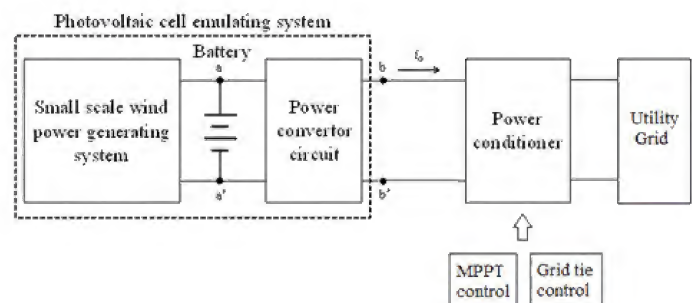 Photovoltaic cell emulating system
Battery
a
b
i₀
Small scale wind
power generating
system
Power
convertor
circuit
Power
conditioner
Utility
Grid
a'
b'
MPPT
control
Grid tie
control